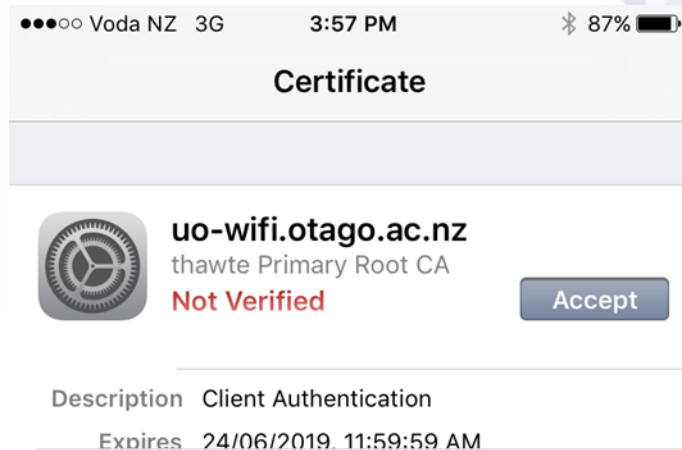 Voda NZ 3G 3:57 PM 87%
Certificate
uo-wifi.otago.ac.nz
thawte Primary Root CA
Not Verified
Accept
Description Client Authentication
Expires 24/06/2019, 11:59:59 AM